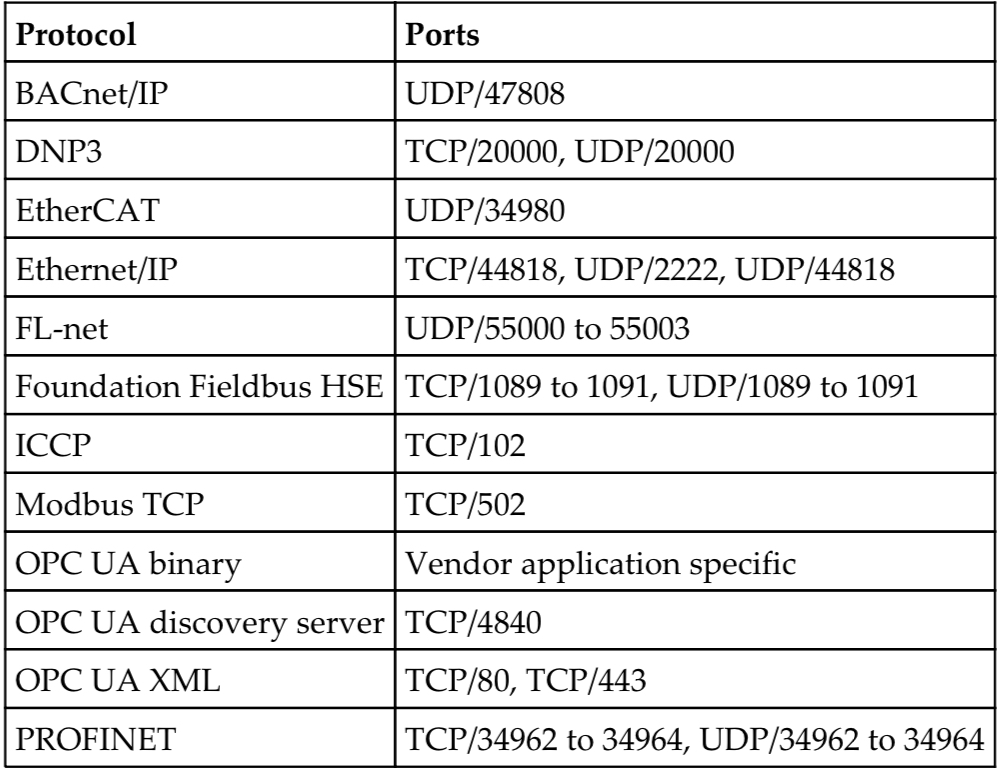 Protocol Ports
BACnet/IP UDP/47808
DNP3 TCP/20000, UDP/20000
EtherCAT UDP/34980
Ethernet/IP TCP/44818, UDP/2222, UDP/44818
FL-net UDP/55000 to 55003
Foundation Fieldbus HSE TCP/1089 to 1091, UDP/1089 to 1091
ICCP TCP/102
Modbus TCP TCP/502
OPC UA binary Vendor application specific
OPC UA discovery server TCP/4840
OPC UA XML TCP/80, TCP/443
PROFINET TCP/34962 to 34964, UDP/34962 to 34964